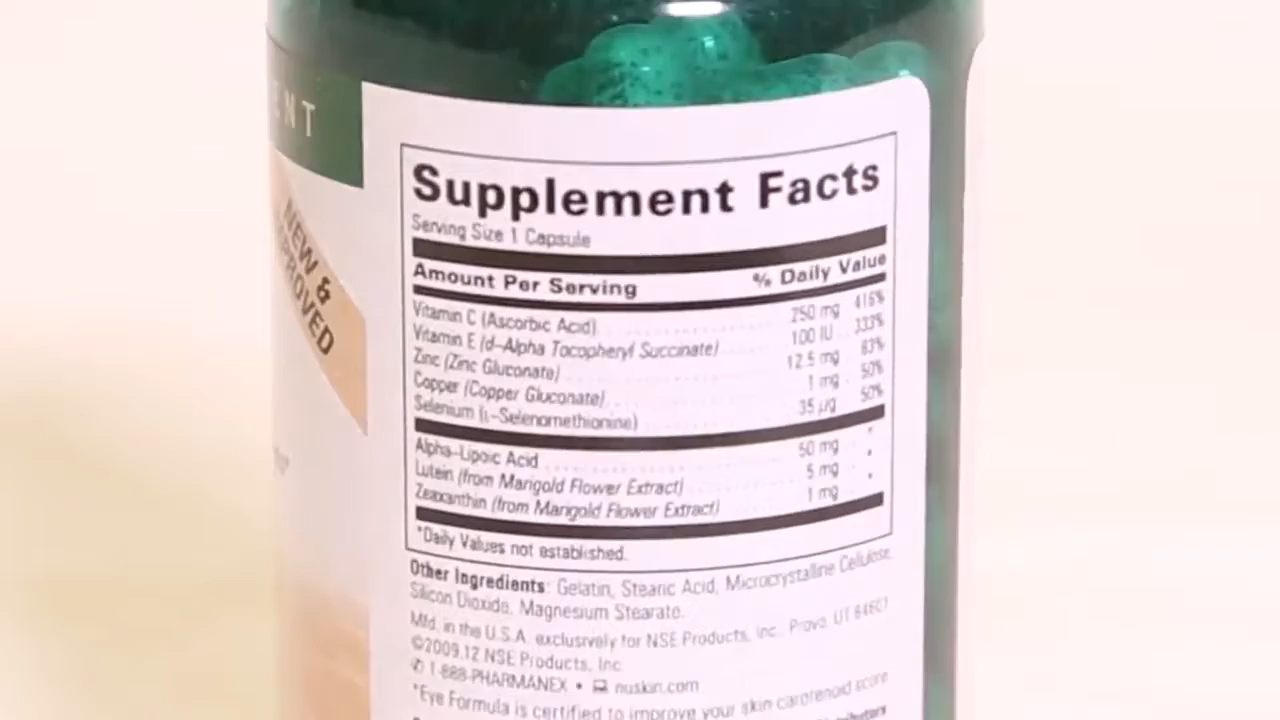 ENT
NEW &
PROVED
Supplement Facts
Serving Size 1 Capsule
Amount Per Serving % Daily Value
Vitamin C (Ascorbic Acid) 250 mg 416%
Vitamin E (d-Alpha Tocopheryl Succinate) 100 IU 333%
Zinc (Zinc Gluconate) 12.5 mg 83%
Copper (Copper Gluconate) 1 mg 50%
Selenium (L-Selenomethionine) 35 µg 50%
Alpha-Lipoic Acid 50 mg *
Lutein (from Marigold Flower Extract) 5 mg *
Zeaxanthin (from Marigold Flower Extract) 1 mg *
*Daily Values not established.
Other Ingredients: Gelatin, Stearic Acid, Microcrystalline Cellulose,
Silicon Dioxide, Magnesium Stearate.
Mfd. in the U.S.A. exclusively for NSE Products, Inc., Provo, UT 84601
©2009, 12 NSE Products, Inc.
✆ 1-888-PHARMANEX • nuskin.com
*Eye Formula is certified to improve your skin carotenoid score